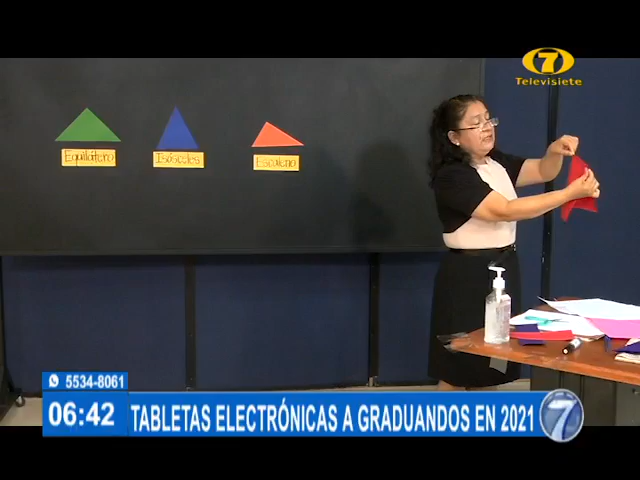 7
Televisiete
Equilátero
Isósceles
Escaleno
5534-8061
06:42
TABLETAS ELECTRÓNICAS A GRADUANDOS EN 2021
7